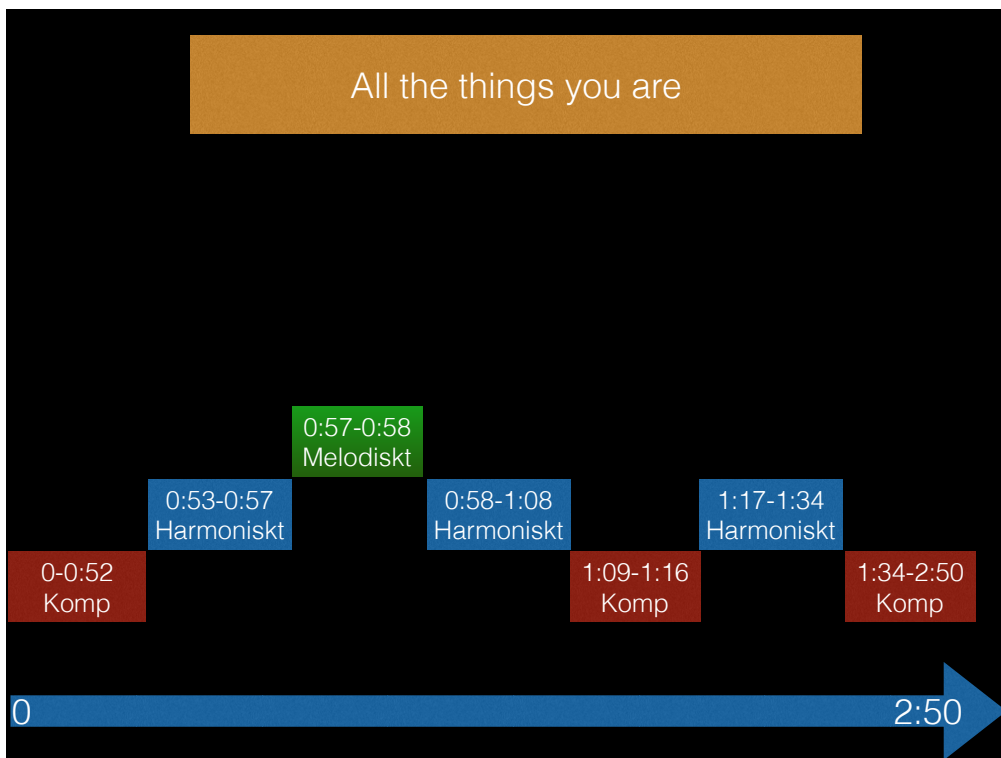 All the things you are
0:57-0:58
Melodiskt
0:53-0:57
Harmoniskt
0:58-1:08
Harmoniskt
1:17-1:34
Harmoniskt
0-0:52
Komp
1:09-1:16
Komp
1:34-2:50
Komp
0
2:50